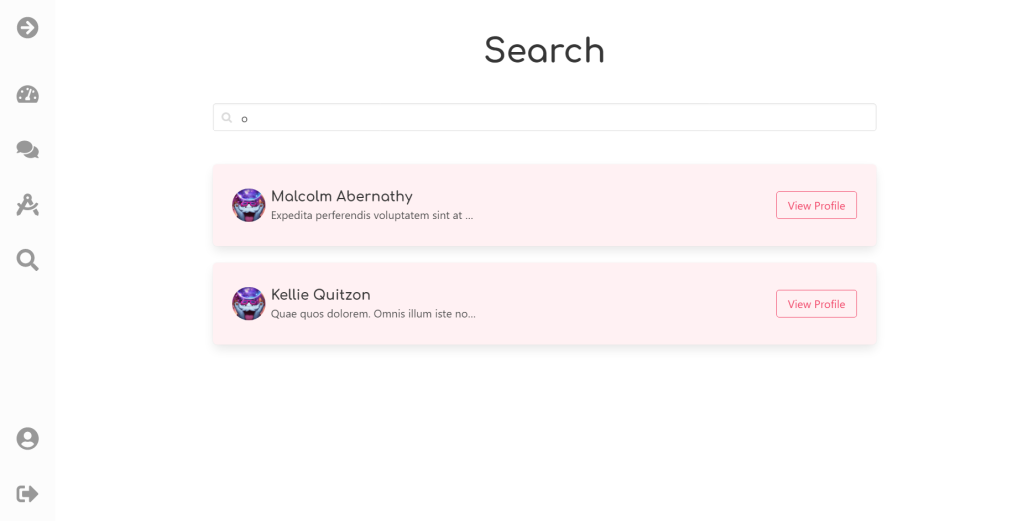 Search
o
Malcolm Abernathy
Expedita perferendis voluptatem sint at ...
View Profile
Kellie Quitzon
Quae quos dolorem. Omnis illum iste no...
View Profile